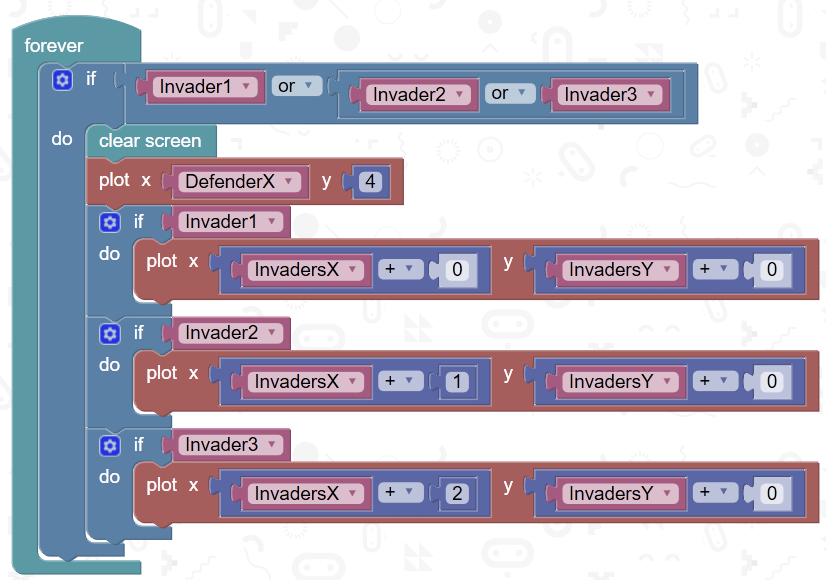 forever
if Invader1 or Invader2 or Invader3
do clear screen
plot x DefenderX y 4
if Invader1
do plot x InvadersX + 0 y InvadersY + 0
if Invader2
do plot x InvadersX + 1 y InvadersY + 0
if Invader3
do plot x InvadersX + 2 y InvadersY + 0